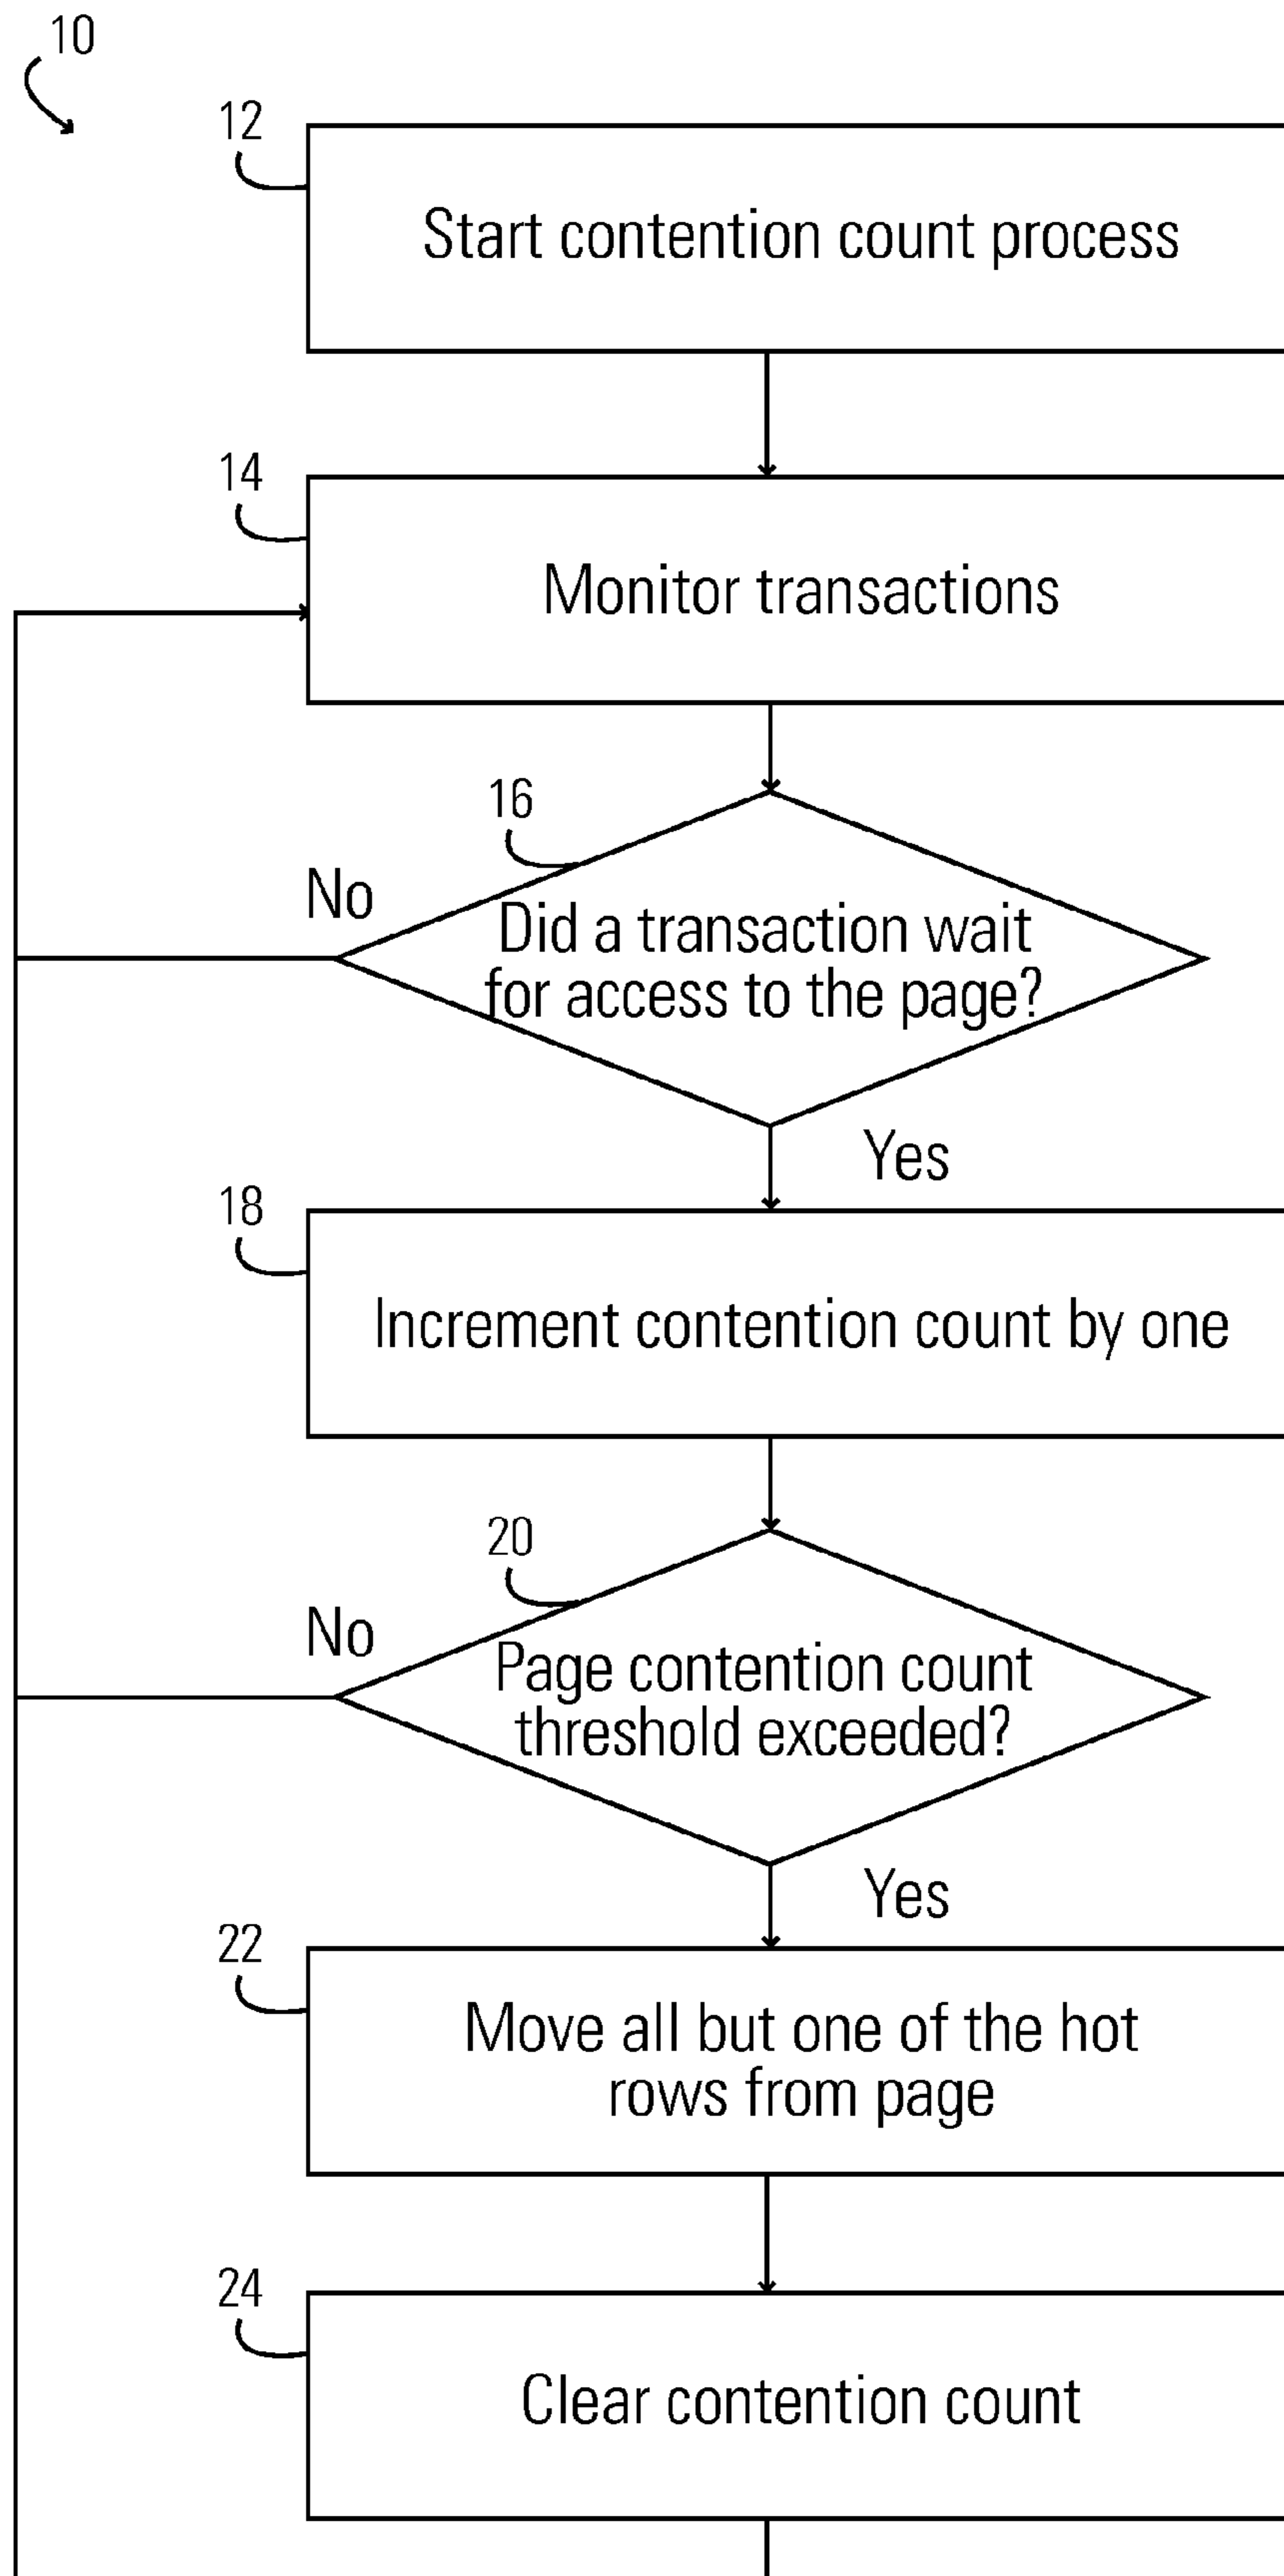 10
12
Start contention count process
14
Monitor transactions
16
No
Did a transaction wait
for access to the page?
Yes
18
Increment contention count by one
20
No
Page contention count
threshold exceeded?
Yes
22
Move all but one of the hot
rows from page
24
Clear contention count